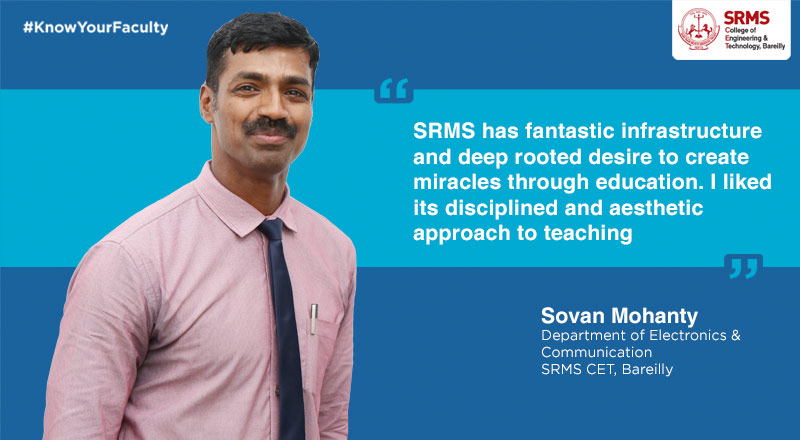 #KnowYourFaculty
SRMS
College of
Engineering &
Technology, Bareilly
“
SRMS has fantastic infrastructure
and deep rooted desire to create
miracles through education. I liked
its disciplined and aesthetic
approach to teaching
”
Sovan Mohanty
Department of Electronics &
Communication
SRMS CET, Bareilly